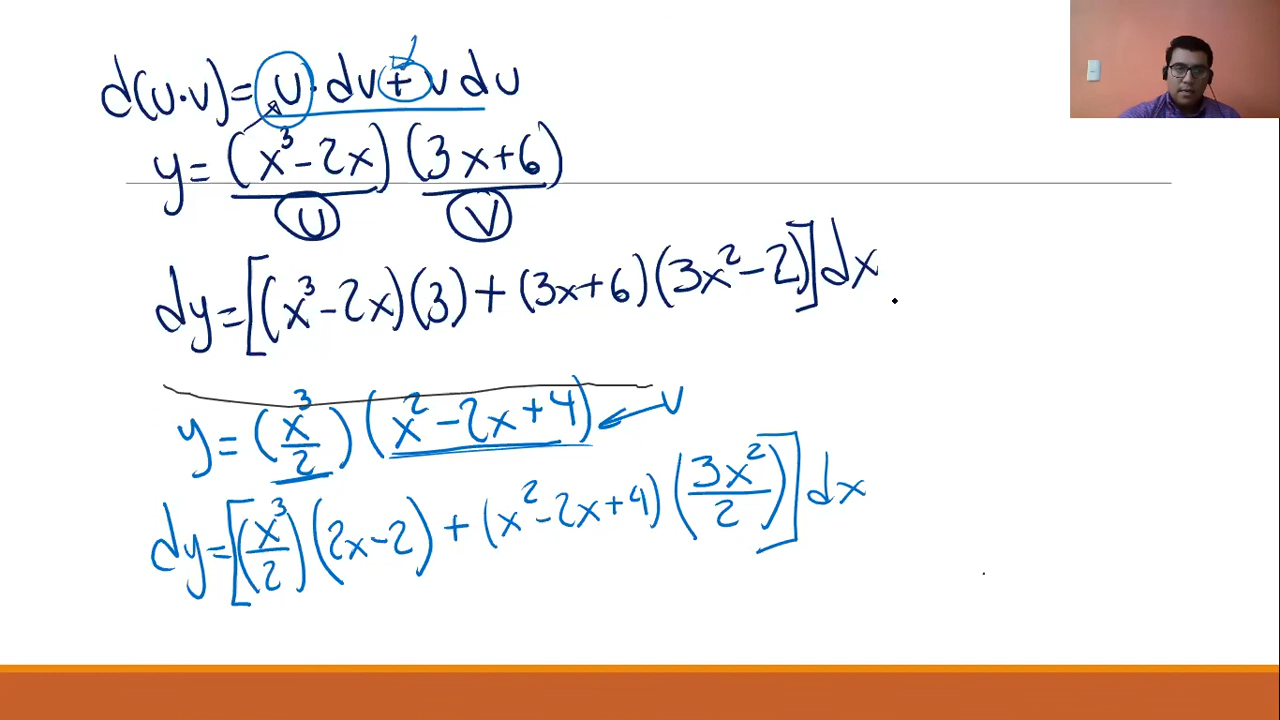 d(u·v)= u·dv+vdu
y=(x³-2x)(3x+6)
U V
dy=[(x³-2x)(3)+(3x+6)(3x²-2)]dx
y=(x³/2)(x²-2x+4) V
dy=[(x³/2)(2x-2)+(x²-2x+4)(3x²/2)]dx